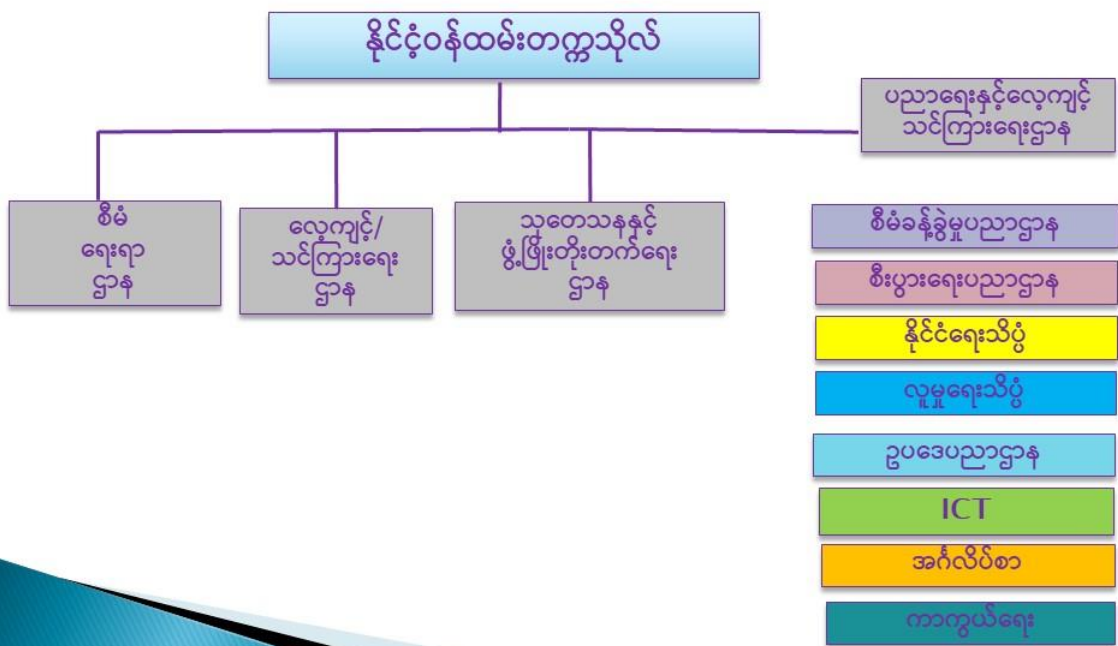 နိုင်ငံ့ဝန်ထမ်းတက္ကသိုလ်
ပညာရေးနှင့်လေ့ကျင့်
သင်ကြားရေးဌာန
စီမံ
ရေးရာ
ဌာန
လေ့ကျင့်/
သင်ကြားရေး
ဌာန
သုတေသနနှင့်
ဖွံ့ဖြိုးတိုးတက်ရေး
ဌာန
စီမံခန့်ခွဲမှုပညာဌာန
စီးပွားရေးပညာဌာန
နိုင်ငံရေးသိပ္ပံ
လူမှုရေးသိပ္ပံ
ဥပဒေပညာဌာန
ICT
အင်္ဂလိပ်စာ
ကာကွယ်ရေး